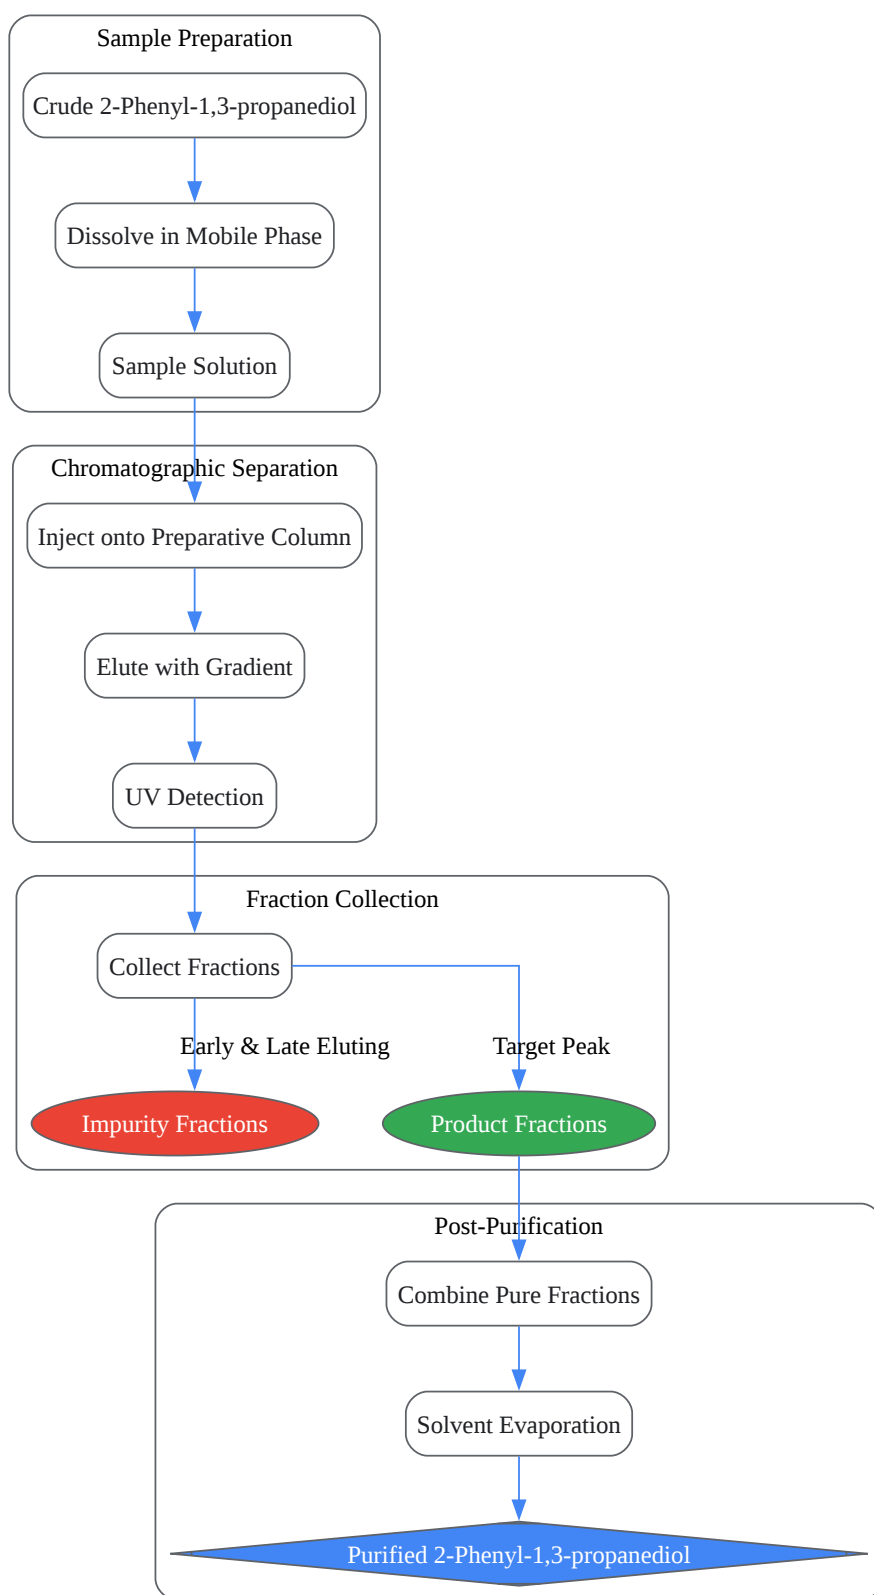 Sample Preparation
Crude 2-Phenyl-1,3-propanediol
Dissolve in Mobile Phase
Sample Solution
Chromatographic Separation
Inject onto Preparative Column
Elute with Gradient
UV Detection
Fraction Collection
Collect Fractions
Early & Late Eluting
Target Peak
Impurity Fractions
Product Fractions
Post-Purification
Combine Pure Fractions
Solvent Evaporation
Purified 2-Phenyl-1,3-propanediol